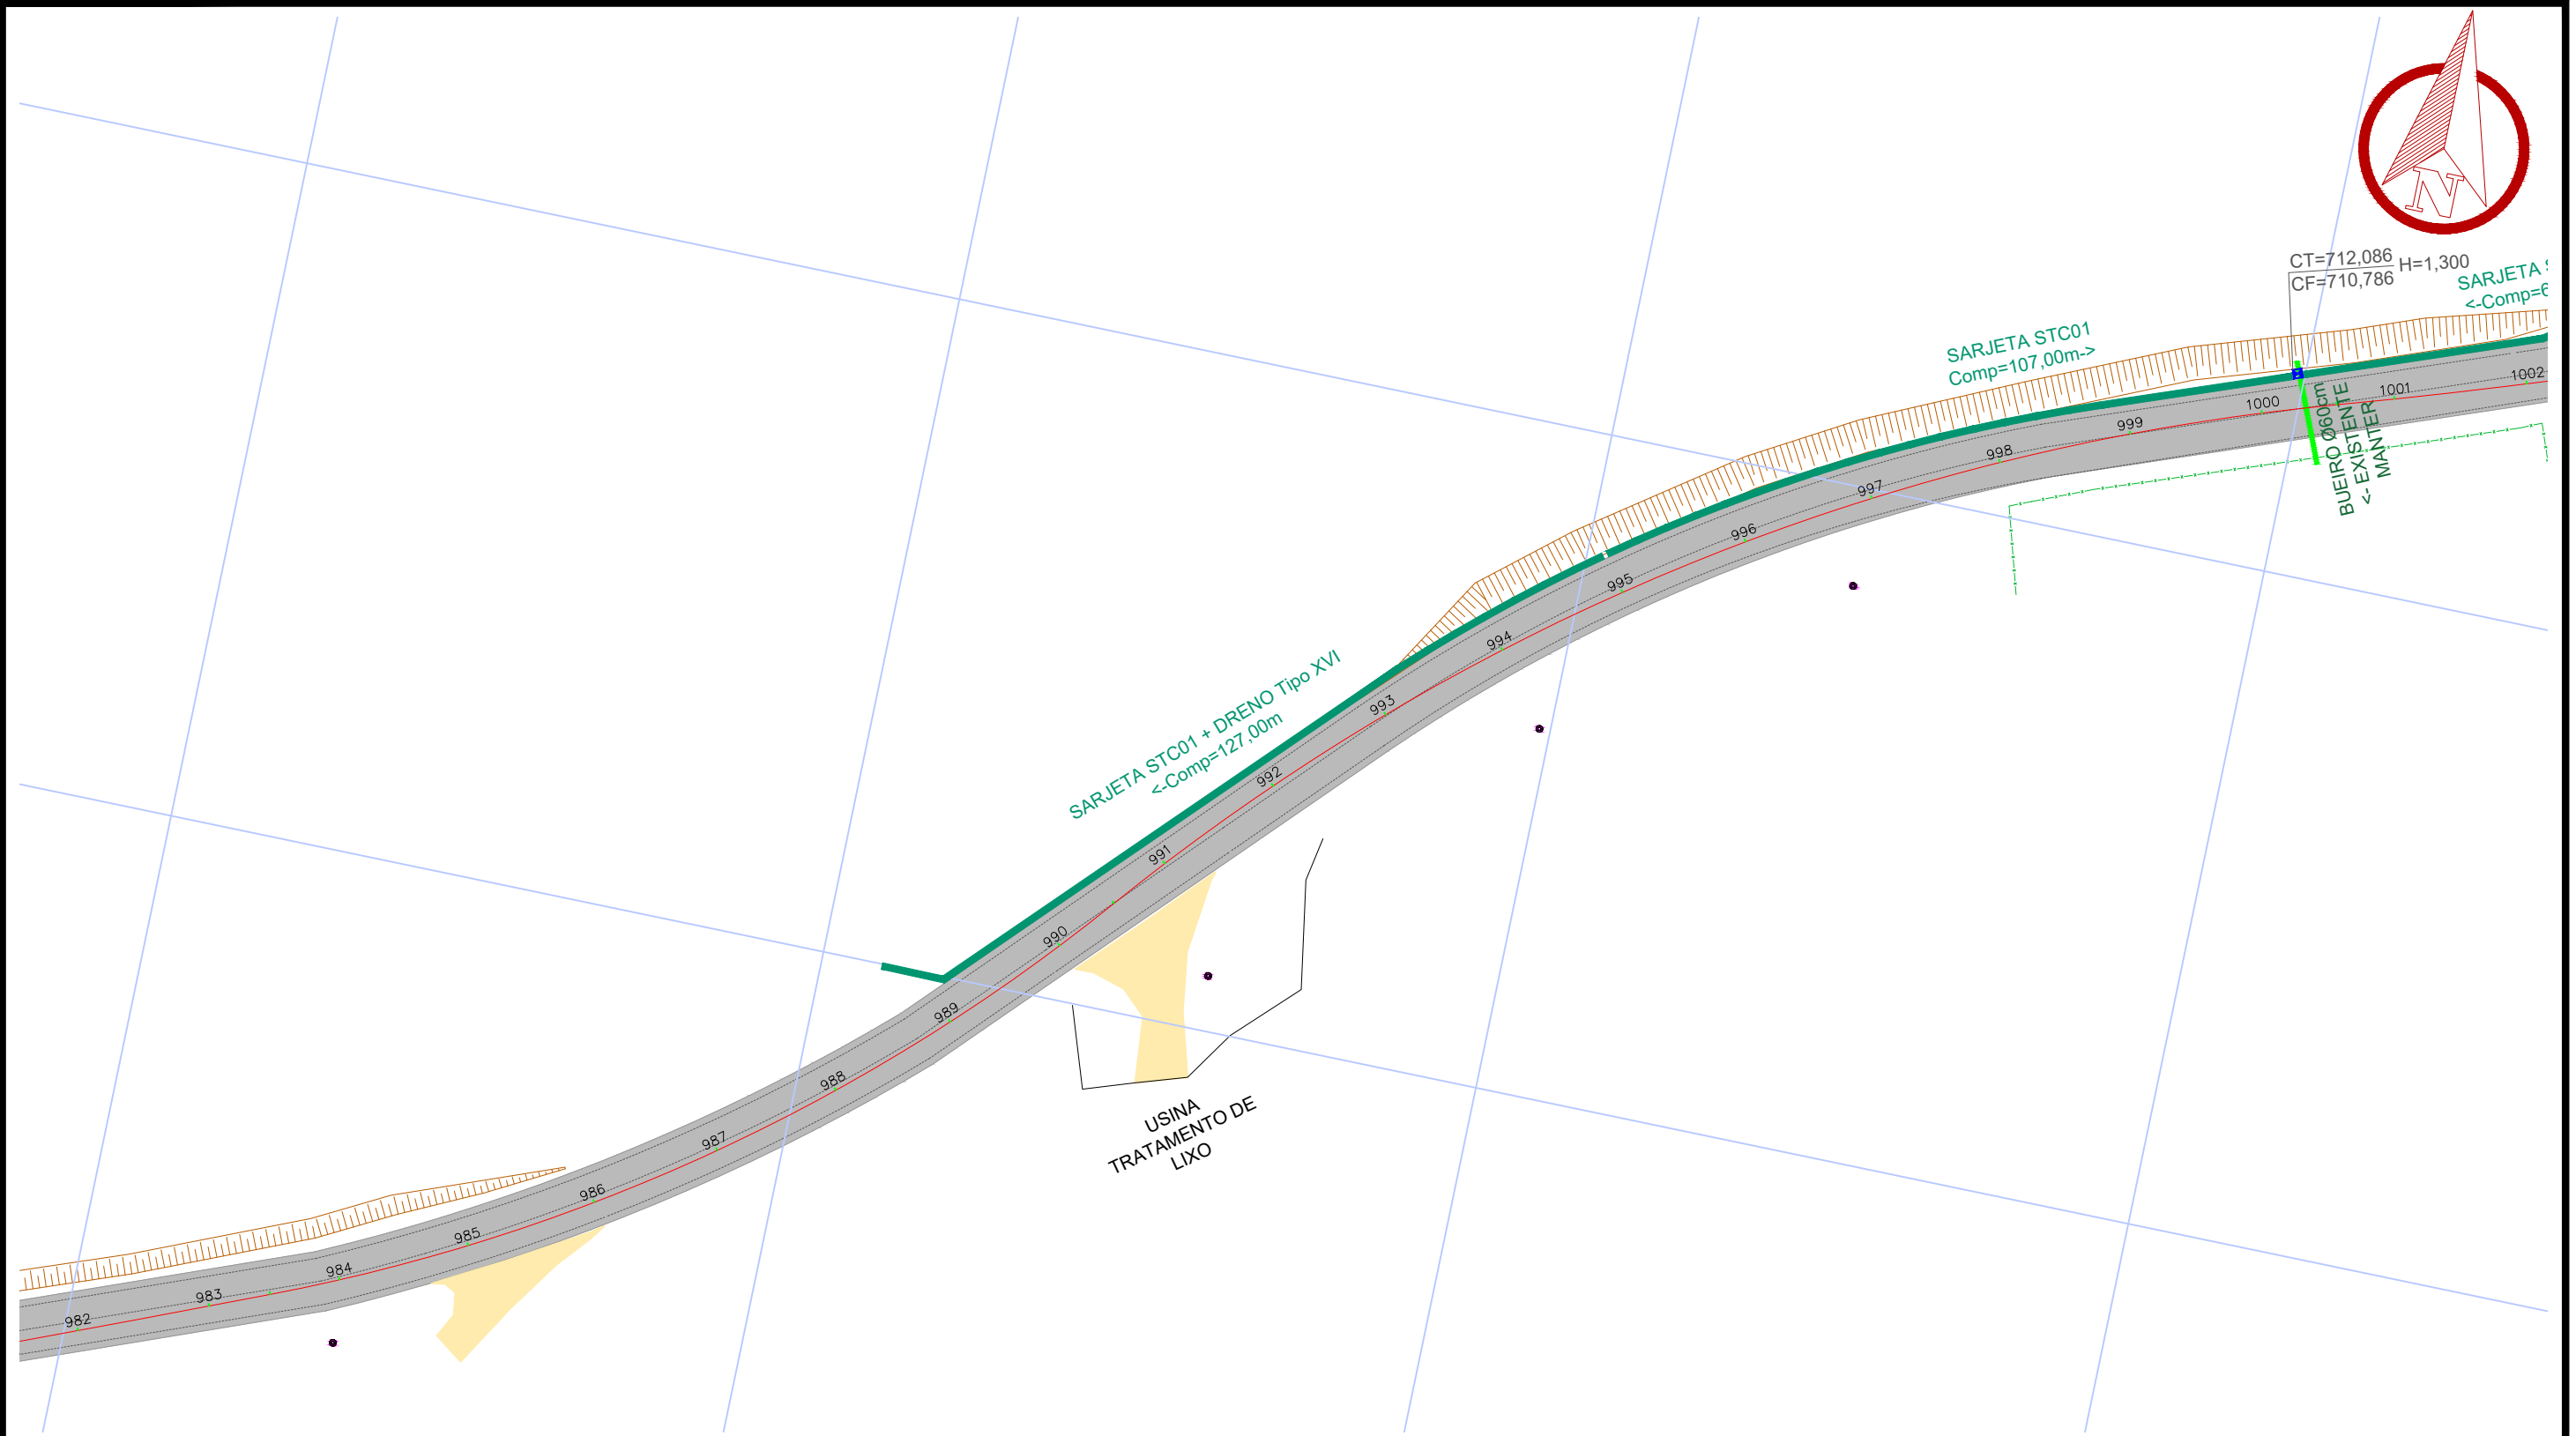 N
CT=712,086
CF=710,786
H=1,300
SARJETA
<-Comp=6
SARJETA STC01
Comp=107,00m->
BUEIRO Ø60cm
<- EXISTENTE
MANTER
SARJETA STC01 + DRENO Tipo XVI
<-Comp=127,00m
982
983
984
985
986
987
988
989
990
991
992
993
994
995
996
997
998
999
1000
1001
1002
USINA
TRATAMENTO DE
LIXO